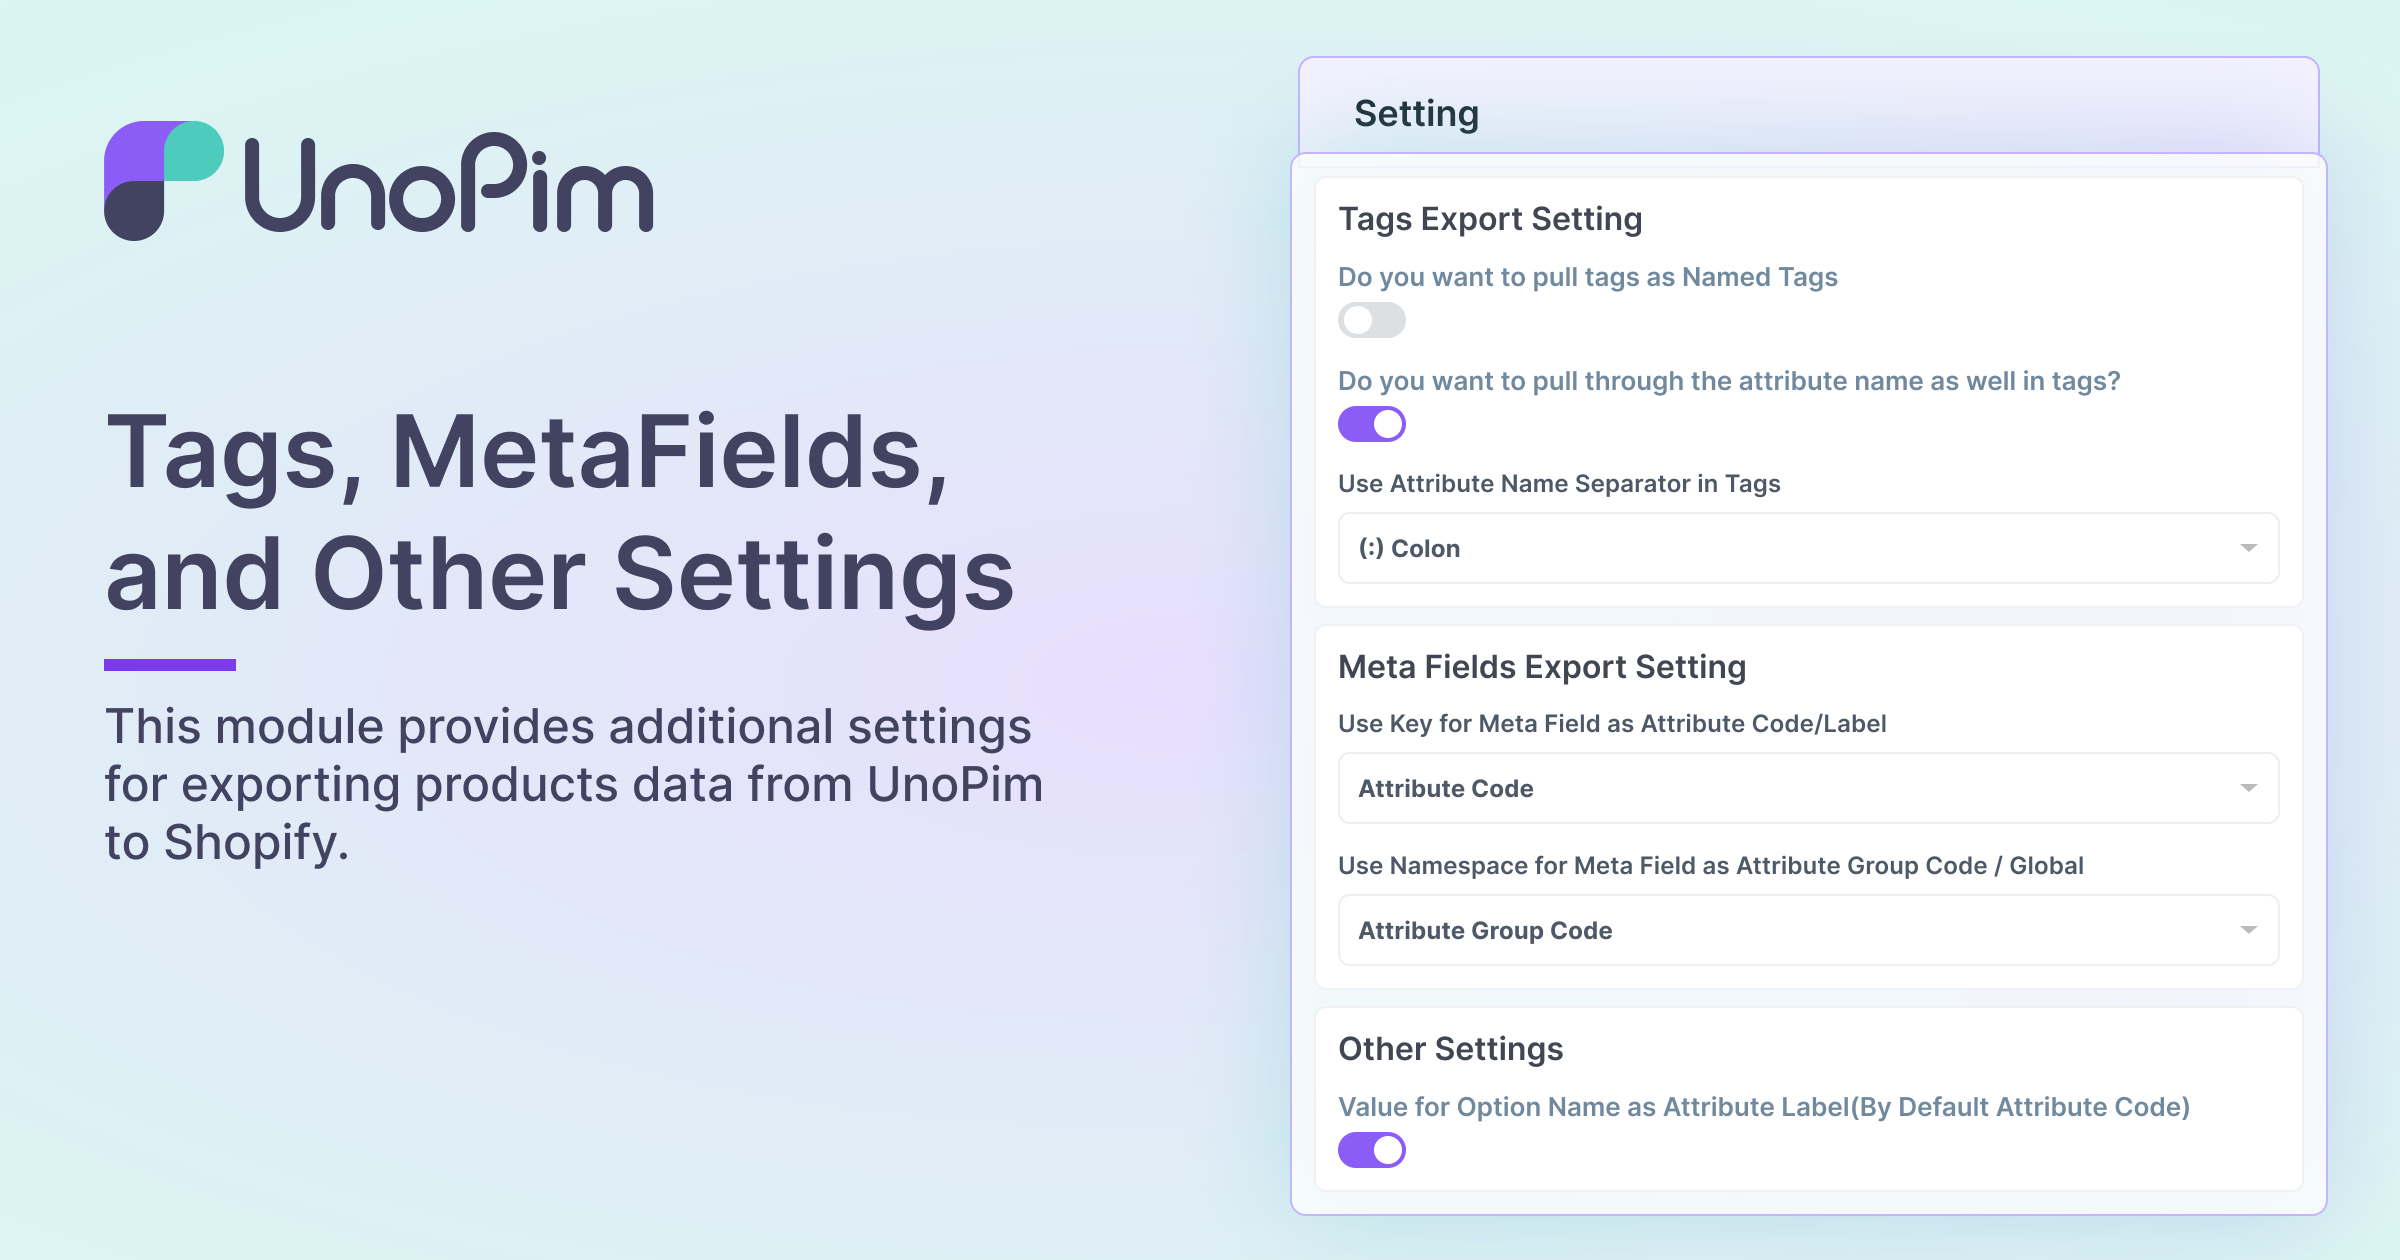 UnoPim
Tags, MetaFields,
and Other Settings
This module provides additional settings
for exporting products data from UnoPim
to Shopify.
Setting
Tags Export Setting
Do you want to pull tags as Named Tags
Do you want to pull through the attribute name as well in tags?
Use Attribute Name Separator in Tags
(:) Colon
Meta Fields Export Setting
Use Key for Meta Field as Attribute Code/Label
Attribute Code
Use Namespace for Meta Field as Attribute Group Code / Global
Attribute Group Code
Other Settings
Value for Option Name as Attribute Label(By Default Attribute Code)